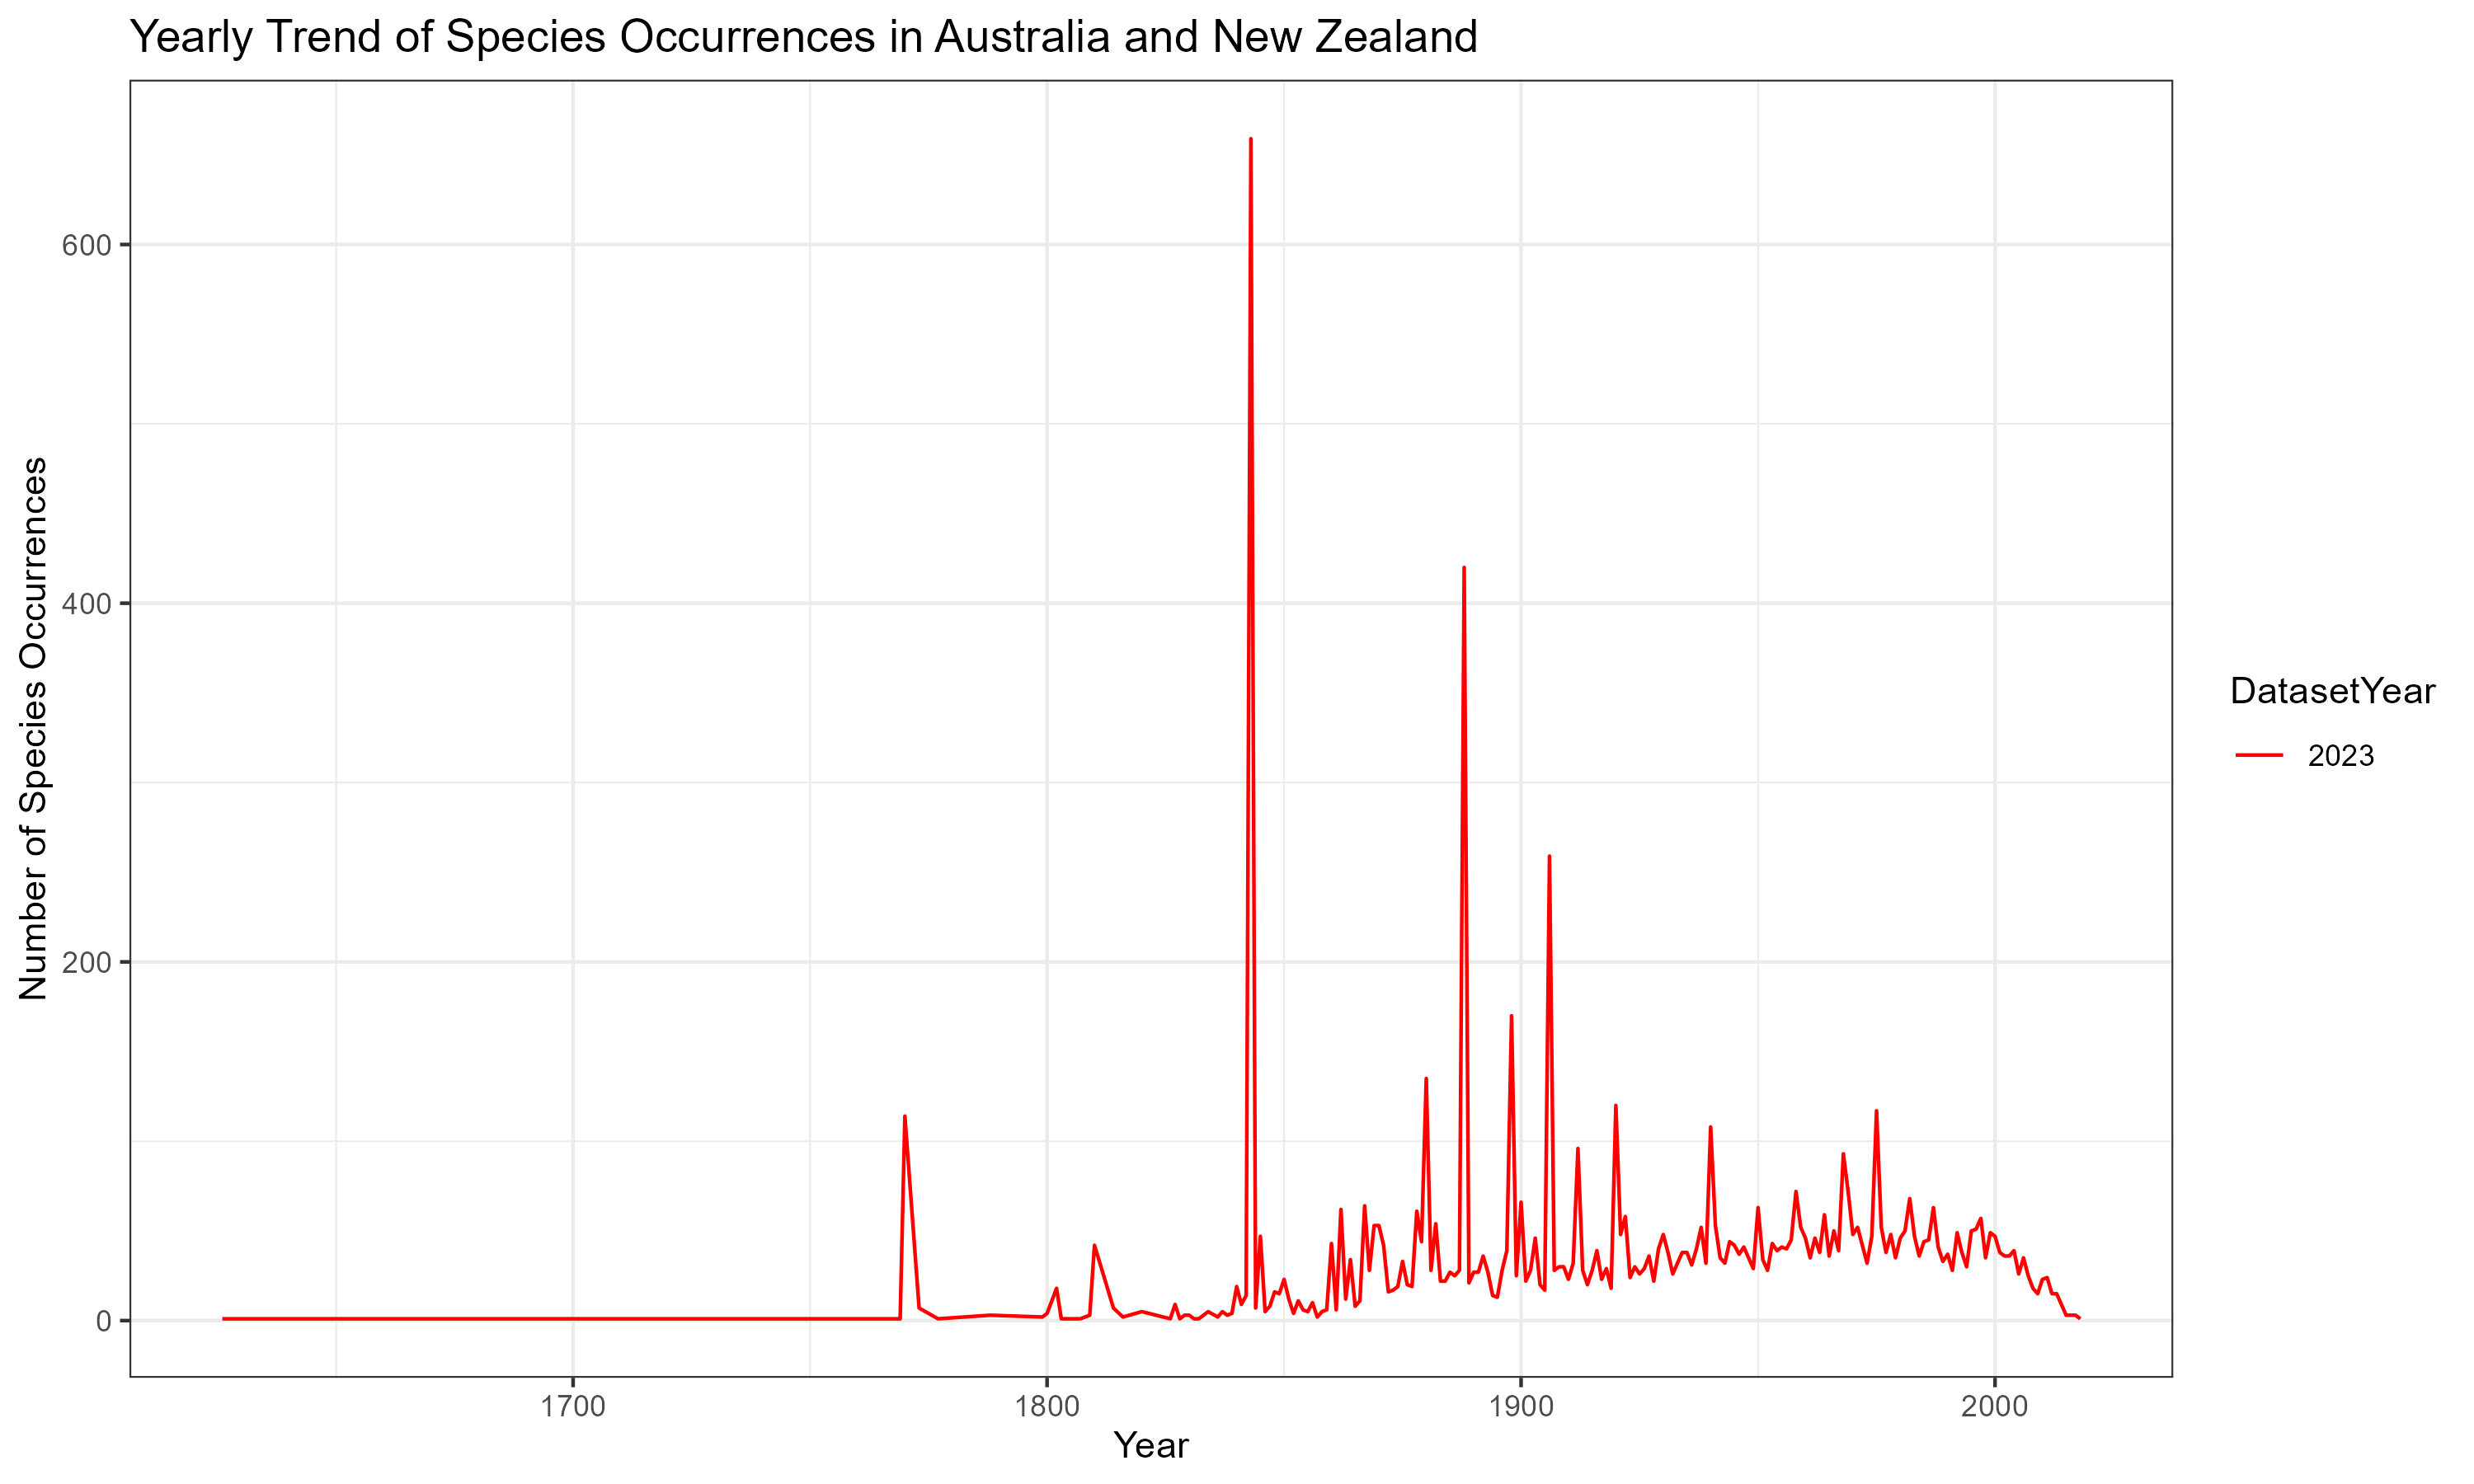 Yearly Trend of Species Occurrences in Australia and New Zealand
Number of Species Occurrences
600
400
200
0
1700
1800
1900
2000
Year
DatasetYear
2023